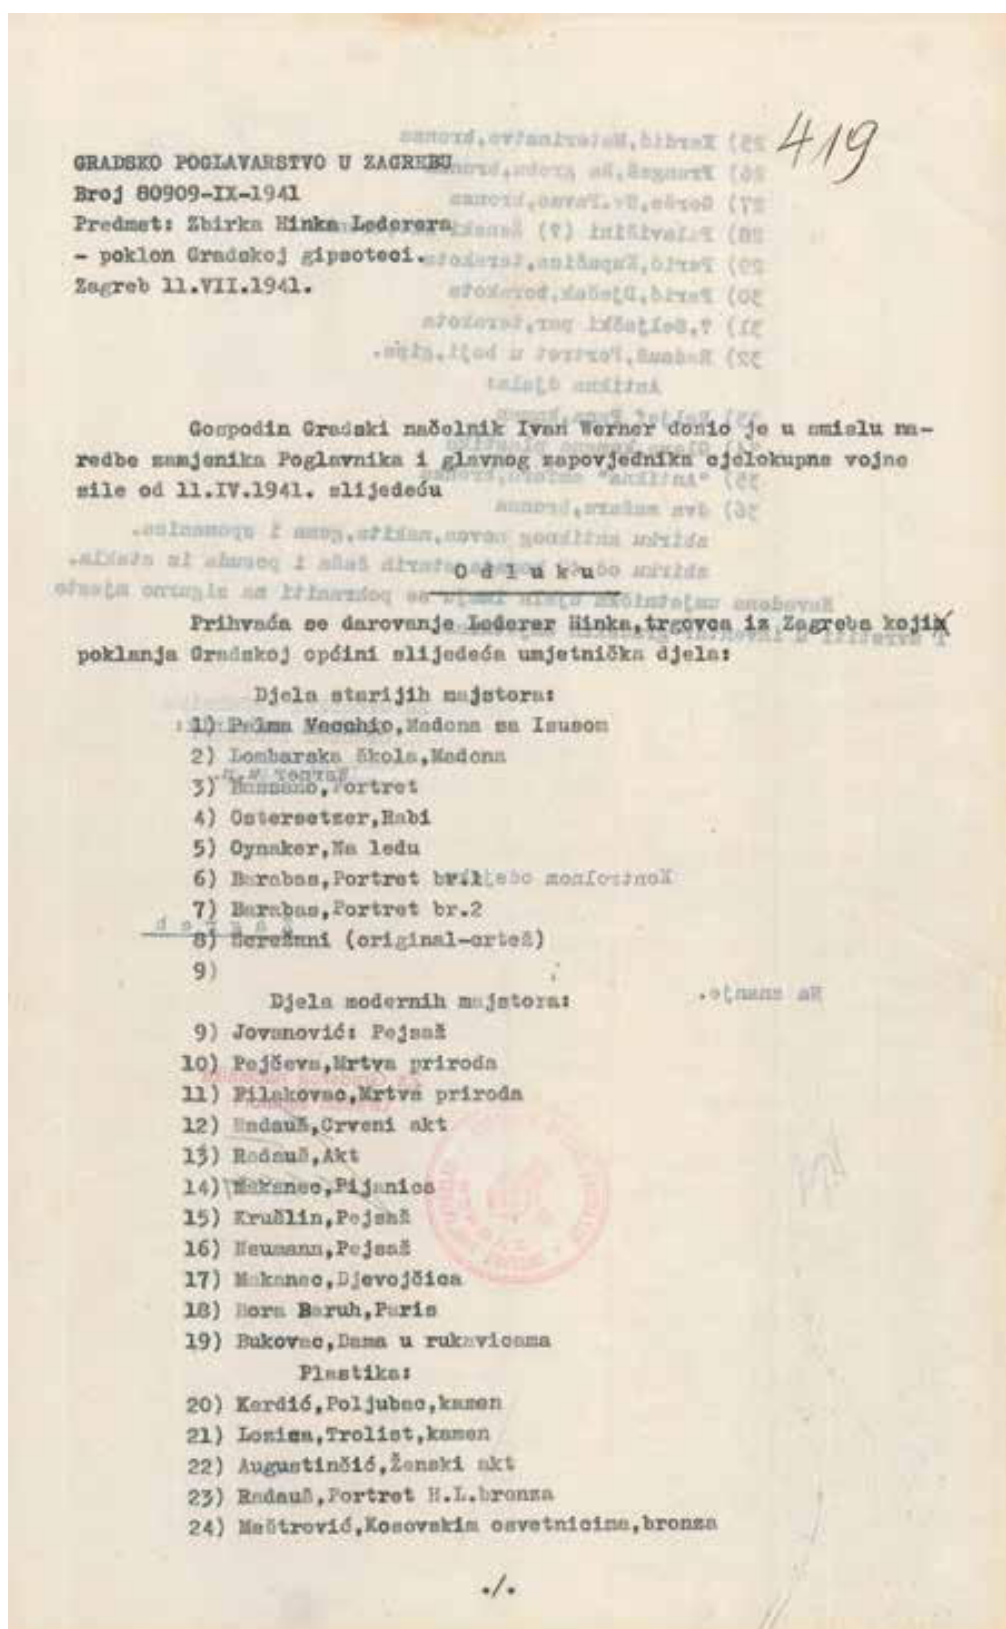 419
GRADSKO POGLAVARSTVO U ZAGREBU
Broj 80909-IX-1941
Predmet: Zbirka Hinka Lederera
- poklon Gradskoj gipsoteci.
Zagreb 11.VII.1941.
Gospodin Gradski načelnik Ivan Werner donio je u smislu na-
redbe zamjenika Poglavnika i glavnog zapovjednika cjelokupne vojne
sile od 11.IV.1941. slijedeću
O d l u k u
Prihvaća se darovanje Lederer Hinka,trgovca iz Zagreba koji
poklanja Gradskoj općini slijedeća umjetnička djela:
Djela starijih majstora:
1) Palma Vecchio,Madona sa Isusom
2) Lombarska škola,Madona
3) Bassano,Portret
4) Ostersetzer,Rabi
5) Oynaker,Na ledu
6) Barabas,Portret br.1
7) Barabas,Portret br.2
8) Serežani (original-crtež)
9)
Djela modernih majstora:
9) Jovanović: Pejsaž
10) Pejčeva,Mrtva priroda
11) Filakovac,Mrtva priroda
12) Radauš,Crveni akt
13) Radauš,Akt
14) Makanec,Pijanica
15) Krušlin,Pejsaž
16) Neumann,Pejsaž
17) Makanec,Djevojčica
18) Bora Baruh,Paris
19) Bukovac,Dama u rukavicama
Plastika:
20) Kerdić,Poljubac,kamen
21) Lozica,Trolist,kamen
22) Augustinčić,Ženski akt
23) Radauš,Portret H.L.bronza
24) Meštrović,Kosovskim osvetnicima,bronza
./.